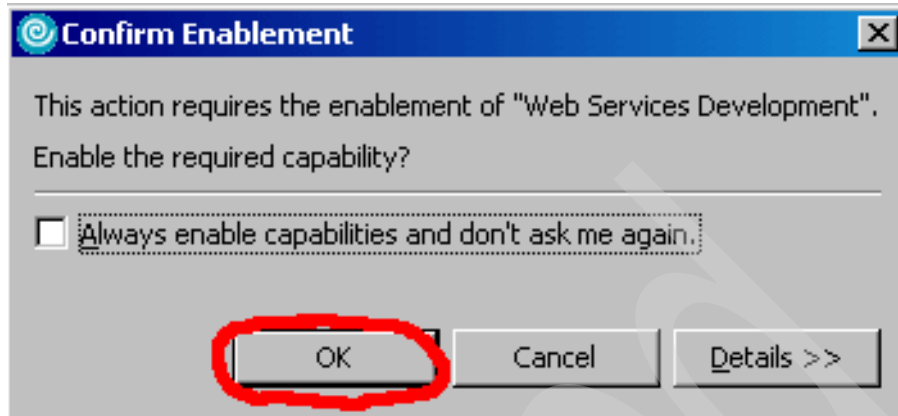 Confirm Enablement
This action requires the enablement of "Web Services Development".
Enable the required capability?
Always enable capabilities and don't ask me again.
OK
Cancel
Details >>